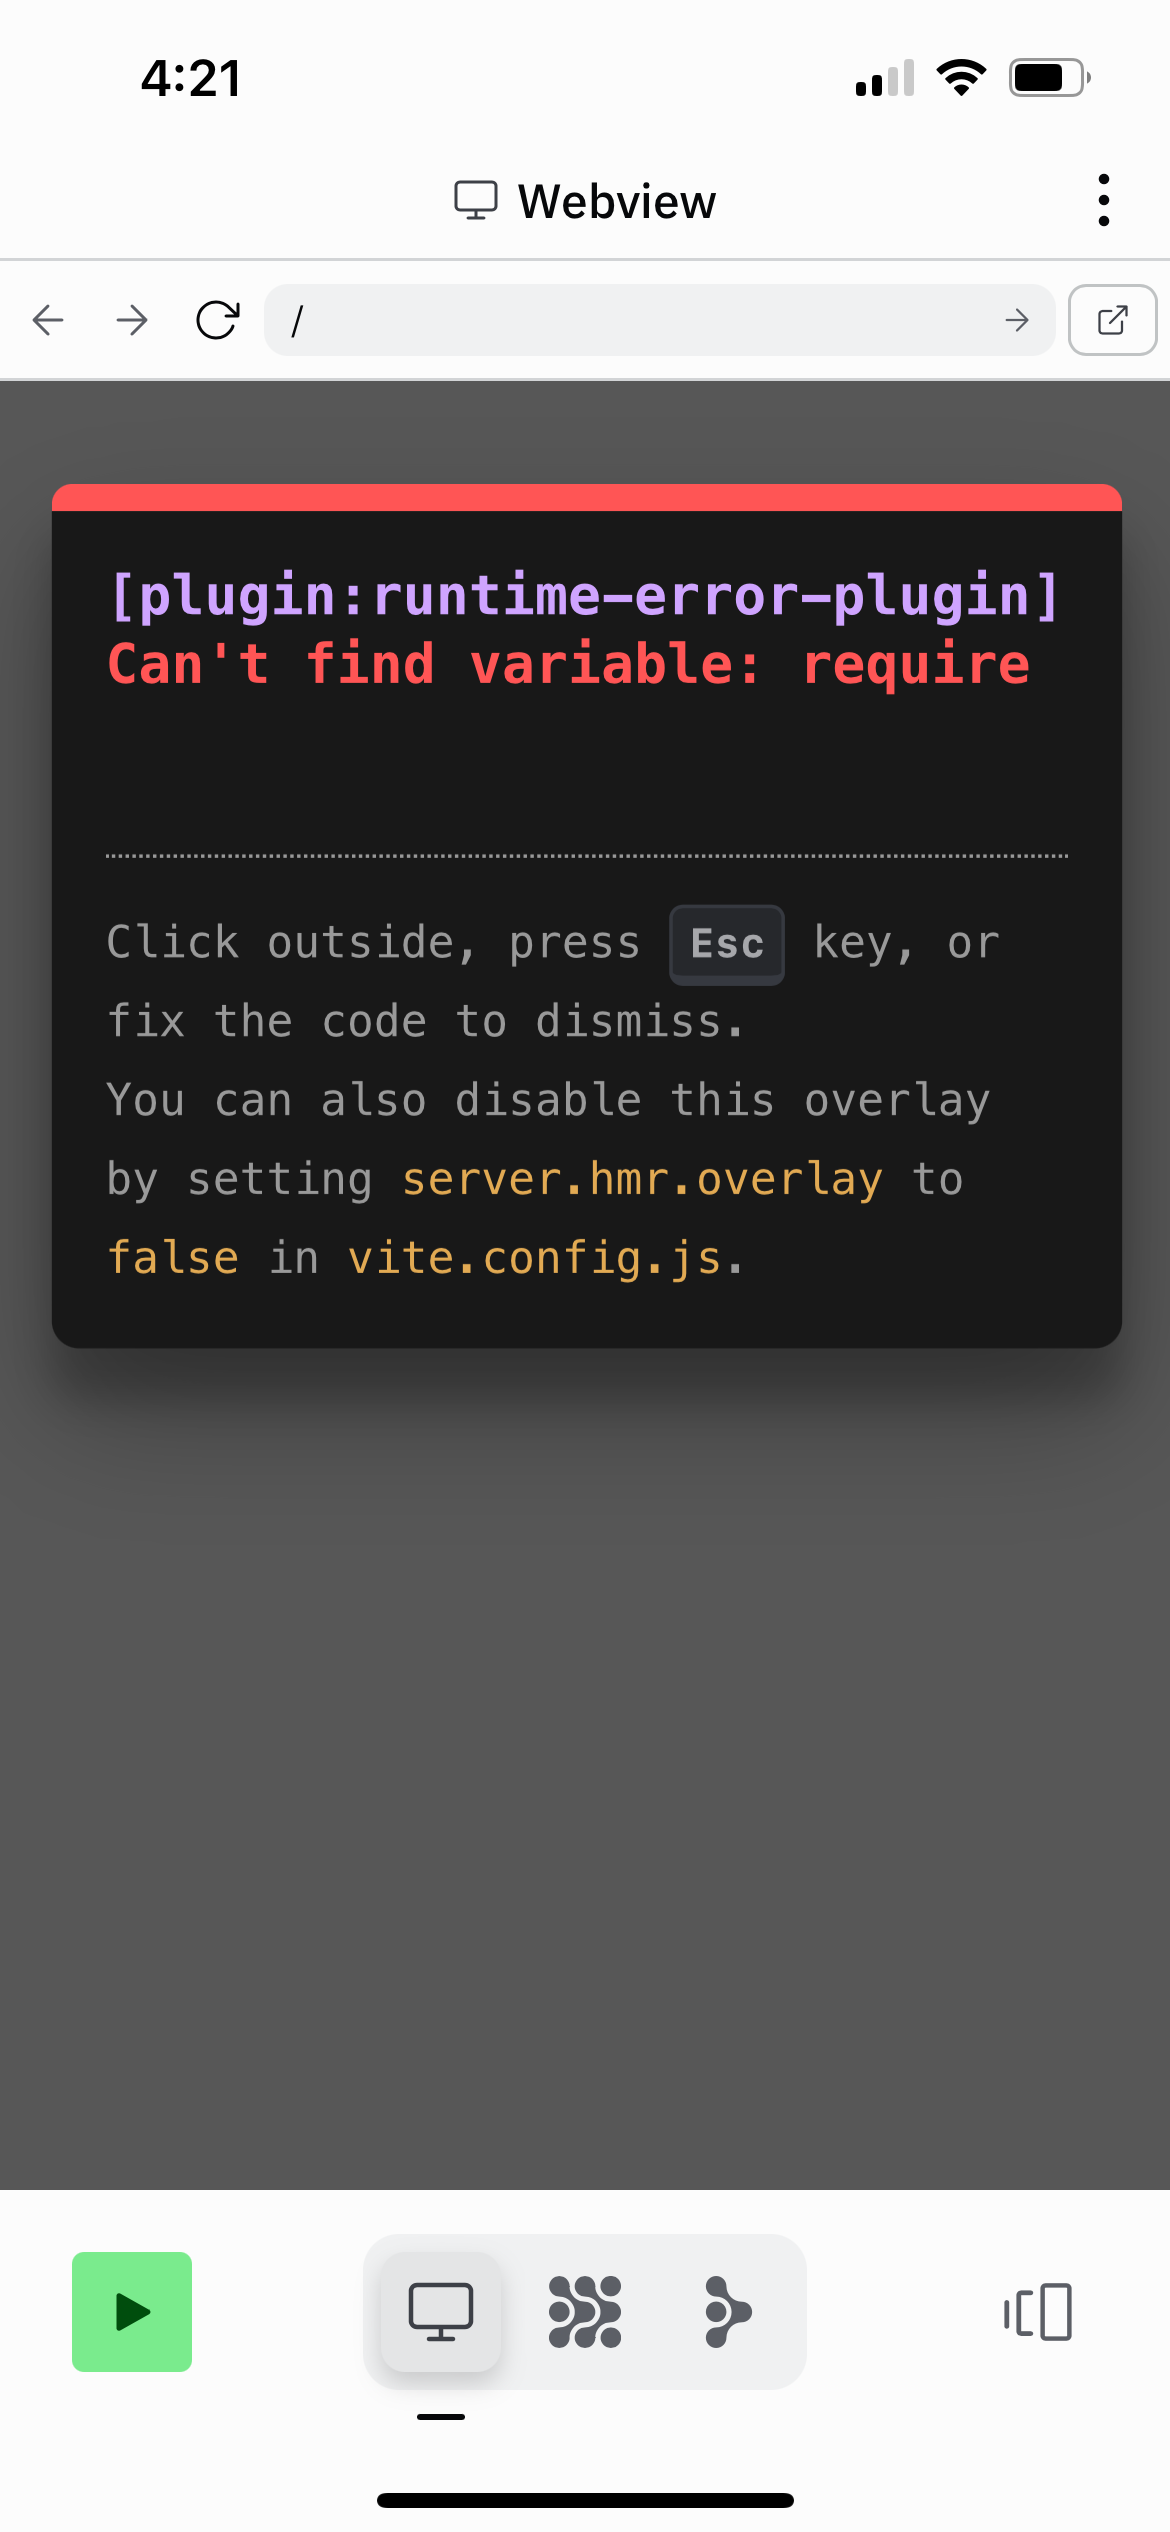 4:21
Webview
/
[plugin:runtime-error-plugin]
Can't find variable: require
Click outside, press Esc key, or
fix the code to dismiss.
You can also disable this overlay
by setting server.hmr.overlay to
false in vite.config.js.